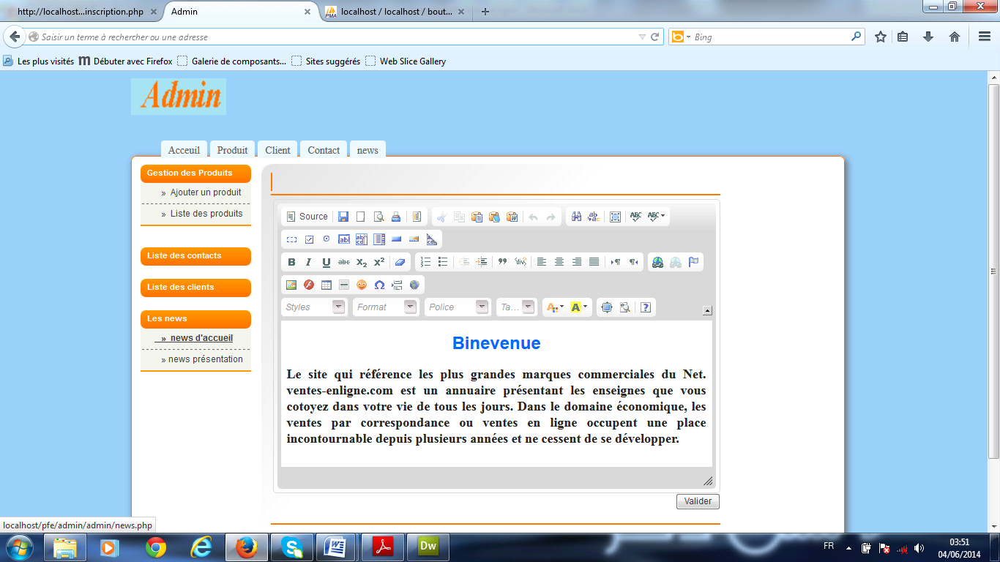 http://localhost...inscription.php
Admin
localhost / localhost / bout...
Saisir un terme à rechercher ou une adresse
Bing
Les plus visités
Débuter avec Firefox
Galerie de composants...
Sites suggérés
Web Slice Gallery
Admin
Acceuil Produit Client Contact news
Gestion des Produits
» Ajouter un produit
» Liste des produits
Liste des contacts
Liste des clients
Les news
» news d'accueil
» news présentation
Source
Styles Format Police Ta...
Binevenue
Le site qui référence les plus grandes marques commerciales du Net.
ventes-enligne.com est un annuaire présentant les enseignes que vous
cotoyez dans votre vie de tous les jours. Dans le domaine économique, les
ventes par correspondance ou ventes en ligne occupent une place
incontournable depuis plusieurs années et ne cessent de se développer.
Valider
localhost/pfe/admin/admin/news.php
FR
03:51
04/06/2014